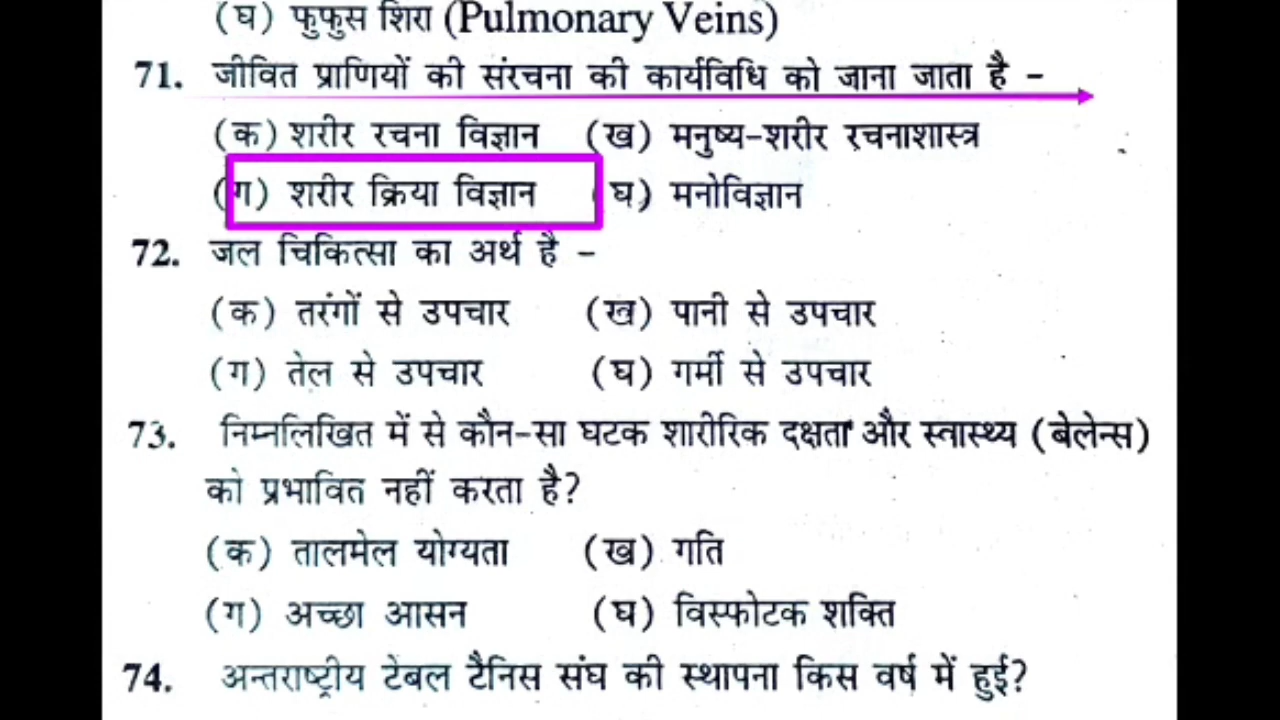 (घ) फुफुस शिरा (Pulmonary Veins)
71. जीवित प्राणियों की संरचना की कार्यविधि को जाना जाता है –
(क) शरीर रचना विज्ञान (ख) मनुष्य-शरीर रचनाशास्त्र
(ग) शरीर क्रिया विज्ञान (घ) मनोविज्ञान
72. जल चिकित्सा का अर्थ है –
(क) तरंगों से उपचार (ख) पानी से उपचार
(ग) तेल से उपचार (घ) गर्मी से उपचार
73. निम्नलिखित में से कौन-सा घटक शारीरिक दक्षता और स्वास्थ्य (बेलेन्स)
को प्रभावित नहीं करता है?
(क) तालमेल योग्यता (ख) गति
(ग) अच्छा आसन (घ) विस्फोटक शक्ति
74. अन्तराष्ट्रीय टेबल टैनिस संघ की स्थापना किस वर्ष में हुई?